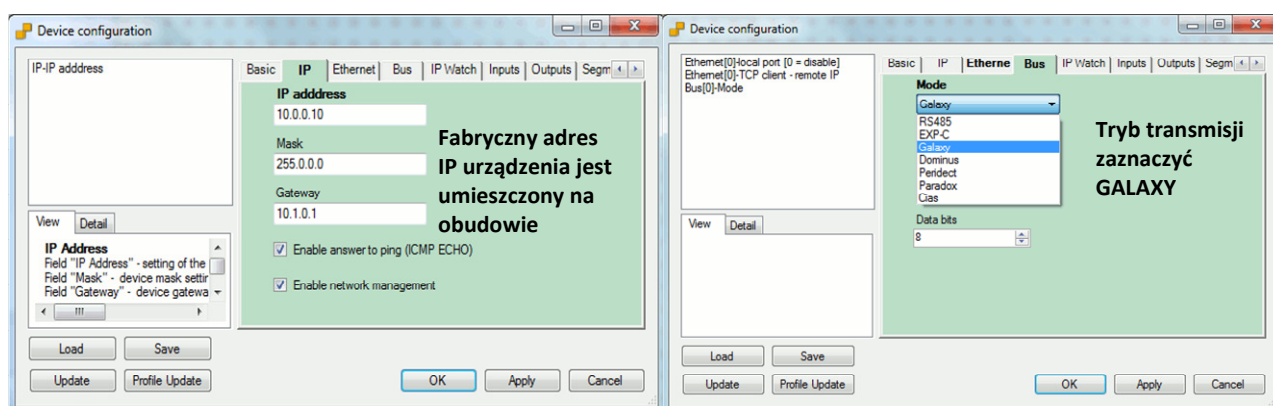 Device configuration
IP-IP adddress
Basic IP Ethernet Bus IP Watch Inputs Outputs Segm
IP adddress
10.0.0.10
Mask
255.0.0.0
Gateway
10.1.0.1
Enable answer to ping (ICMP ECHO)
Enable network management
Fabryczny adres
IP urządzenia jest
umieszczony na
obudowie
View Detail
IP Address
Field "IP Address" - setting of the
Field "Mask" - device mask settir
Field "Gateway" - device gatewa
Load Save
Update Profile Update
OK Apply Cancel
Device configuration
Ethernet[0]-local port [0 = disable]
Ethernet[0]-TCP client - remote IP
Bus[0]-Mode
Basic IP Etherne Bus IP Watch Inputs Outputs Segm
Mode
Galaxy
RS485
EXP-C
Galaxy
Dominus
Peridect
Paradox
Cias
Data bits
8
Tryb transmisji
zaznaczyć
GALAXY
View Detail
Load Save
Update Profile Update
OK Apply Cancel